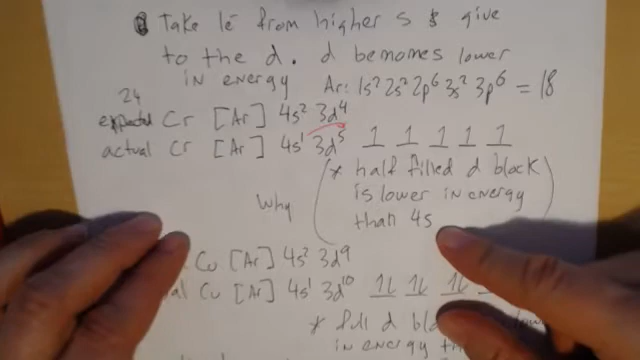 Take 1e⁻ from higher s & give
to the d. d bemomes lower
in energy Ar: 1s² 2s² 2p⁶ 3s² 3p⁶ = 18
24
Cr [Ar] 4s² 3d⁴
actual Cr [Ar] 4s¹ 3d⁵ 1 1 1 1 1
* half filled d block
is lower in energy
Why
than 4s
Cu [Ar] 4s² 3d⁹
Cu [Ar] 4s¹ 3d¹⁰ 1L 1L 1L
* full d
in energy